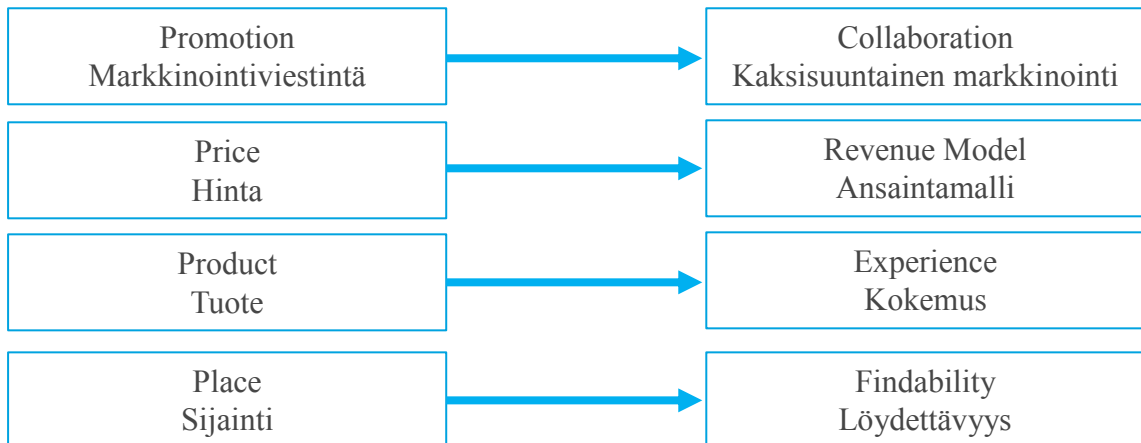 Promotion
Markkinointiviestintä
Collaboration
Kaksisuuntainen markkinointi
Price
Hinta
Revenue Model
Ansaintamalli
Product
Tuote
Experience
Kokemus
Place
Sijainti
Findability
Löydettävyys